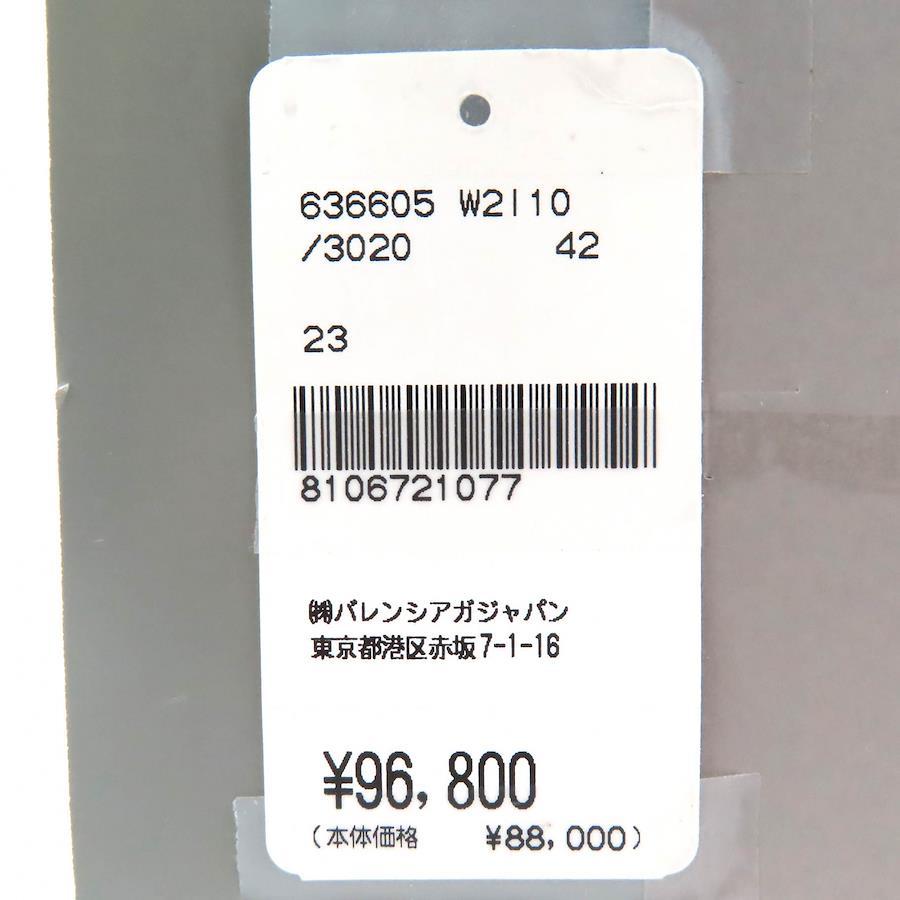 636605 W2I10
/3020 42
23
8106721077
㈱バレンシアガジャパン
東京都港区赤坂7-1-16
¥96,800
(本体価格 ¥88,000)